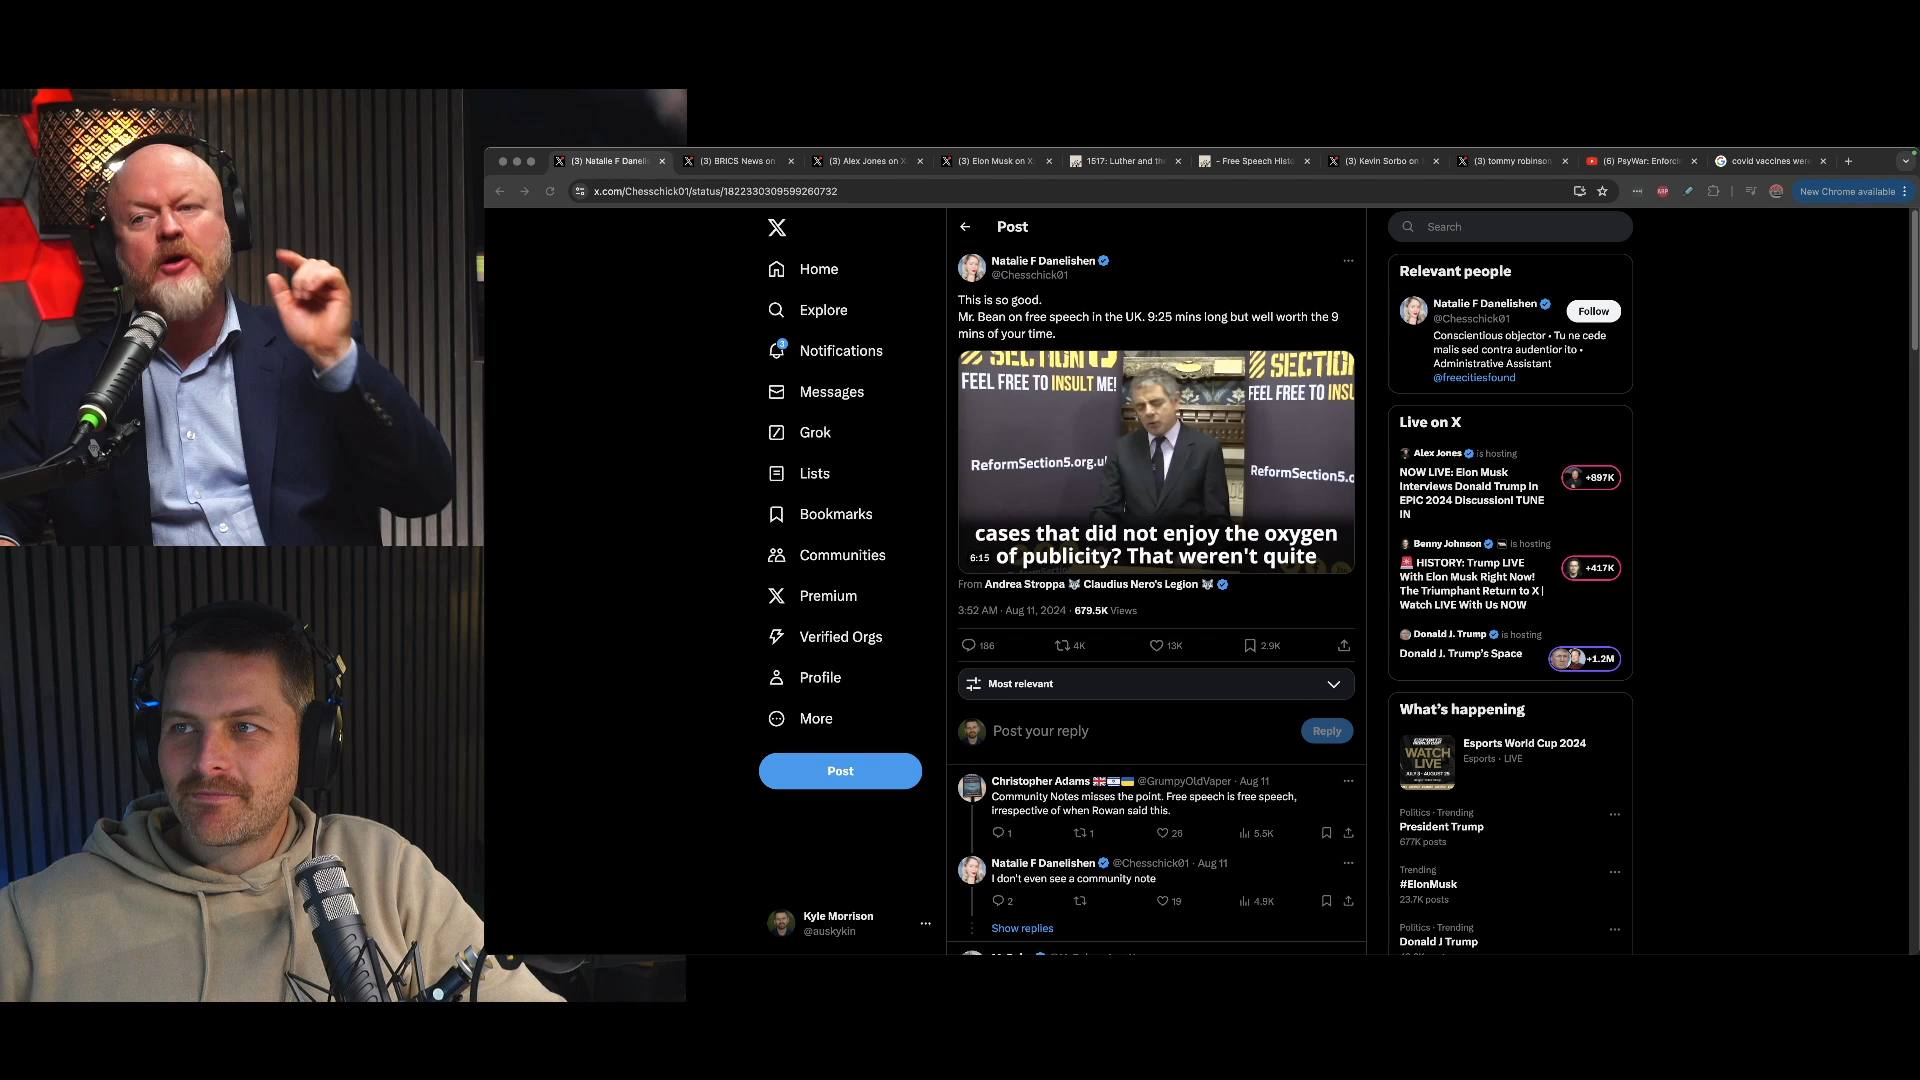 (3) Natalie F Danelis
(3) BRICS News on
(3) Alex Jones on X
(3) Elon Musk on X
1517: Luther and the
- Free Speech Histo
(3) Kevin Sorbo on
(3) tommy robinson
(6) PsyWar: Enforcin
covid vaccines were
x.com/Chesschick01/status/1822330309599260732
New Chrome available
Home
Explore
3
Notifications
Messages
Grok
Lists
Bookmarks
Communities
Premium
Verified Orgs
Profile
More
Post
Kyle Morrison
@auskykin
Post
Natalie F Danelishen
@Chesschick01
This is so good.
Mr. Bean on free speech in the UK. 9:25 mins long but well worth the 9
mins of your time.
SECTION 5
FEEL FREE TO INSULT ME!
ReformSection5.org.u
SECTION
FEEL FREE TO INSU
ReformSection5.o
cases that did not enjoy the oxygen
6:15
of publicity? That weren't quite
From Andrea Stroppa 🐺 Claudius Nero's Legion 🐺
3:52 AM · Aug 11, 2024 · 679.5K Views
186
4K
13K
2.9K
Most relevant
Post your reply
Reply
Christopher Adams 🇬🇧🇮🇱🇺🇦 @GrumpyOldVaper · Aug 11
Community Notes misses the point. Free speech is free speech,
irrespective of when Rowan said this.
1
1
26
5.5K
Natalie F Danelishen @Chesschick01 · Aug 11
I don't even see a community note
2
19
4.9K
Show replies
Search
Relevant people
Natalie F Danelishen
@Chesschick01
Follow
Conscientious objector • Tu ne cede
malis sed contra audentior ito •
Administrative Assistant
@freecitiesfound
Live on X
Alex Jones is hosting
NOW LIVE: Elon Musk
Interviews Donald Trump In
EPIC 2024 Discussion! TUNE
IN
+897K
Benny Johnson is hosting
🚨 HISTORY: Trump LIVE
With Elon Musk Right Now!
The Triumphant Return to X |
Watch LIVE With Us NOW
+417K
Donald J. Trump is hosting
Donald J. Trump's Space
+1.2M
What's happening
ESPORTS
WORLD CUP
WATCH
LIVE
JULY 3 - AUGUST 25
Esports World Cup 2024
Esports · LIVE
Politics · Trending
President Trump
677K posts
Trending
#ElonMusk
23.7K posts
Politics · Trending
Donald J Trump